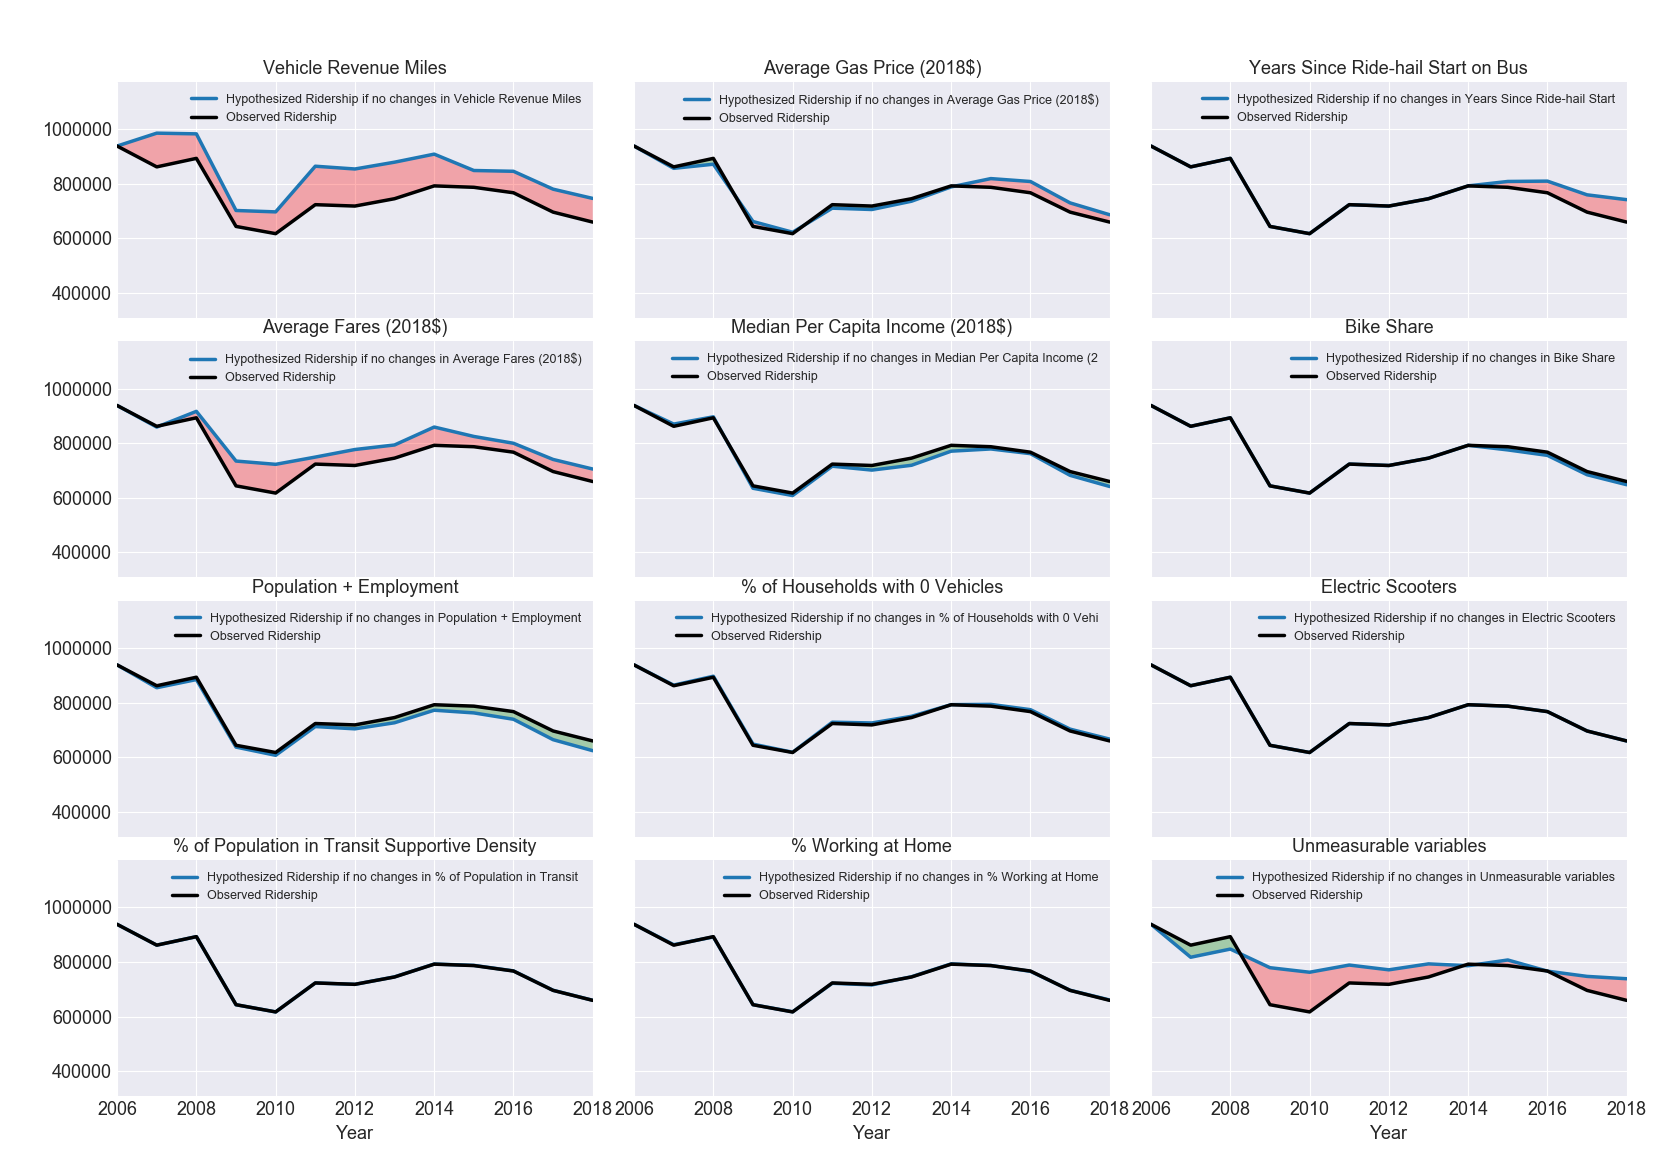 Vehicle Revenue Miles
Hypothesized Ridership if no changes in Vehicle Revenue Miles
Observed Ridership
1000000
800000
600000
400000
Average Gas Price (2018$)
Hypothesized Ridership if no changes in Average Gas Price (2018$)
Observed Ridership
Years Since Ride-hail Start on Bus
Hypothesized Ridership if no changes in Years Since Ride-hail Start
Observed Ridership
Average Fares (2018$)
Hypothesized Ridership if no changes in Average Fares (2018$)
Observed Ridership
1000000
800000
600000
400000
Median Per Capita Income (2018$)
Hypothesized Ridership if no changes in Median Per Capita Income (2
Observed Ridership
Bike Share
Hypothesized Ridership if no changes in Bike Share
Observed Ridership
Population + Employment
Hypothesized Ridership if no changes in Population + Employment
Observed Ridership
1000000
800000
600000
400000
% of Households with 0 Vehicles
Hypothesized Ridership if no changes in % of Households with 0 Vehi
Observed Ridership
Electric Scooters
Hypothesized Ridership if no changes in Electric Scooters
Observed Ridership
% of Population in Transit Supportive Density
Hypothesized Ridership if no changes in % of Population in Transit
Observed Ridership
1000000
800000
600000
400000
2006 2008 2010 2012 2014 2016 2018
Year
% Working at Home
Hypothesized Ridership if no changes in % Working at Home
Observed Ridership
2006 2008 2010 2012 2014 2016 2018
Year
Unmeasurable variables
Hypothesized Ridership if no changes in Unmeasurable variables
Observed Ridership
2006 2008 2010 2012 2014 2016 2018
Year